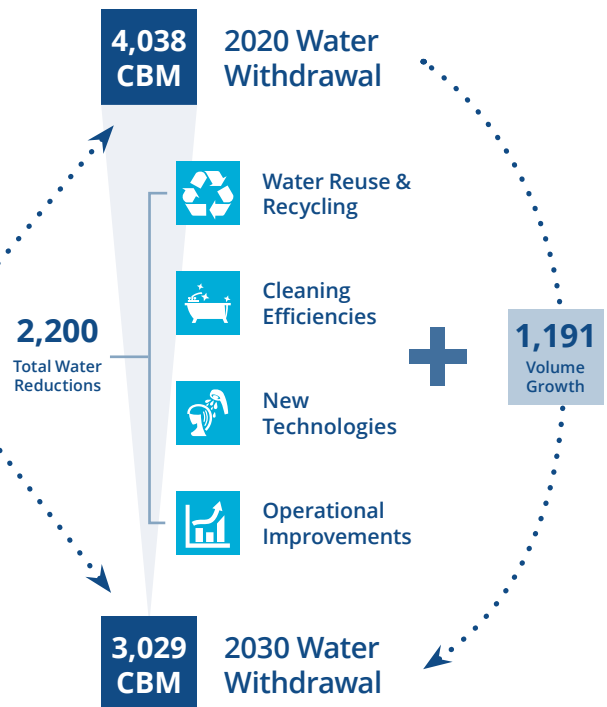 4,038
CBM
2020 Water
Withdrawal
Water Reuse &
Recycling
Cleaning
Efficiencies
2,200
Total Water
Reductions
1,191
Volume
Growth
New
Technologies
Operational
Improvements
3,029
CBM
2030 Water
Withdrawal